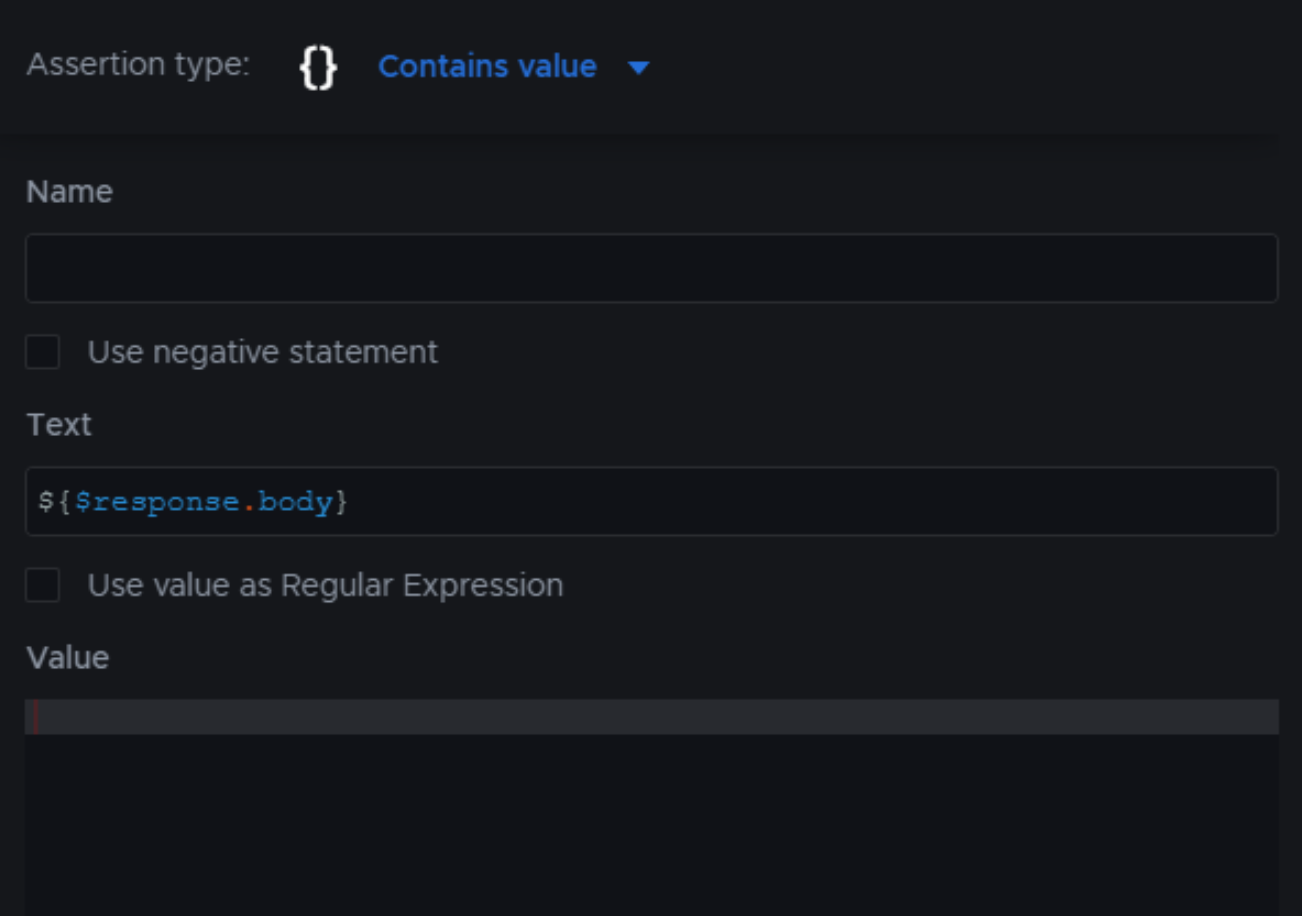 Assertion type: {} Contains value
Name
Use negative statement
Text
${$response.body}
Use value as Regular Expression
Value